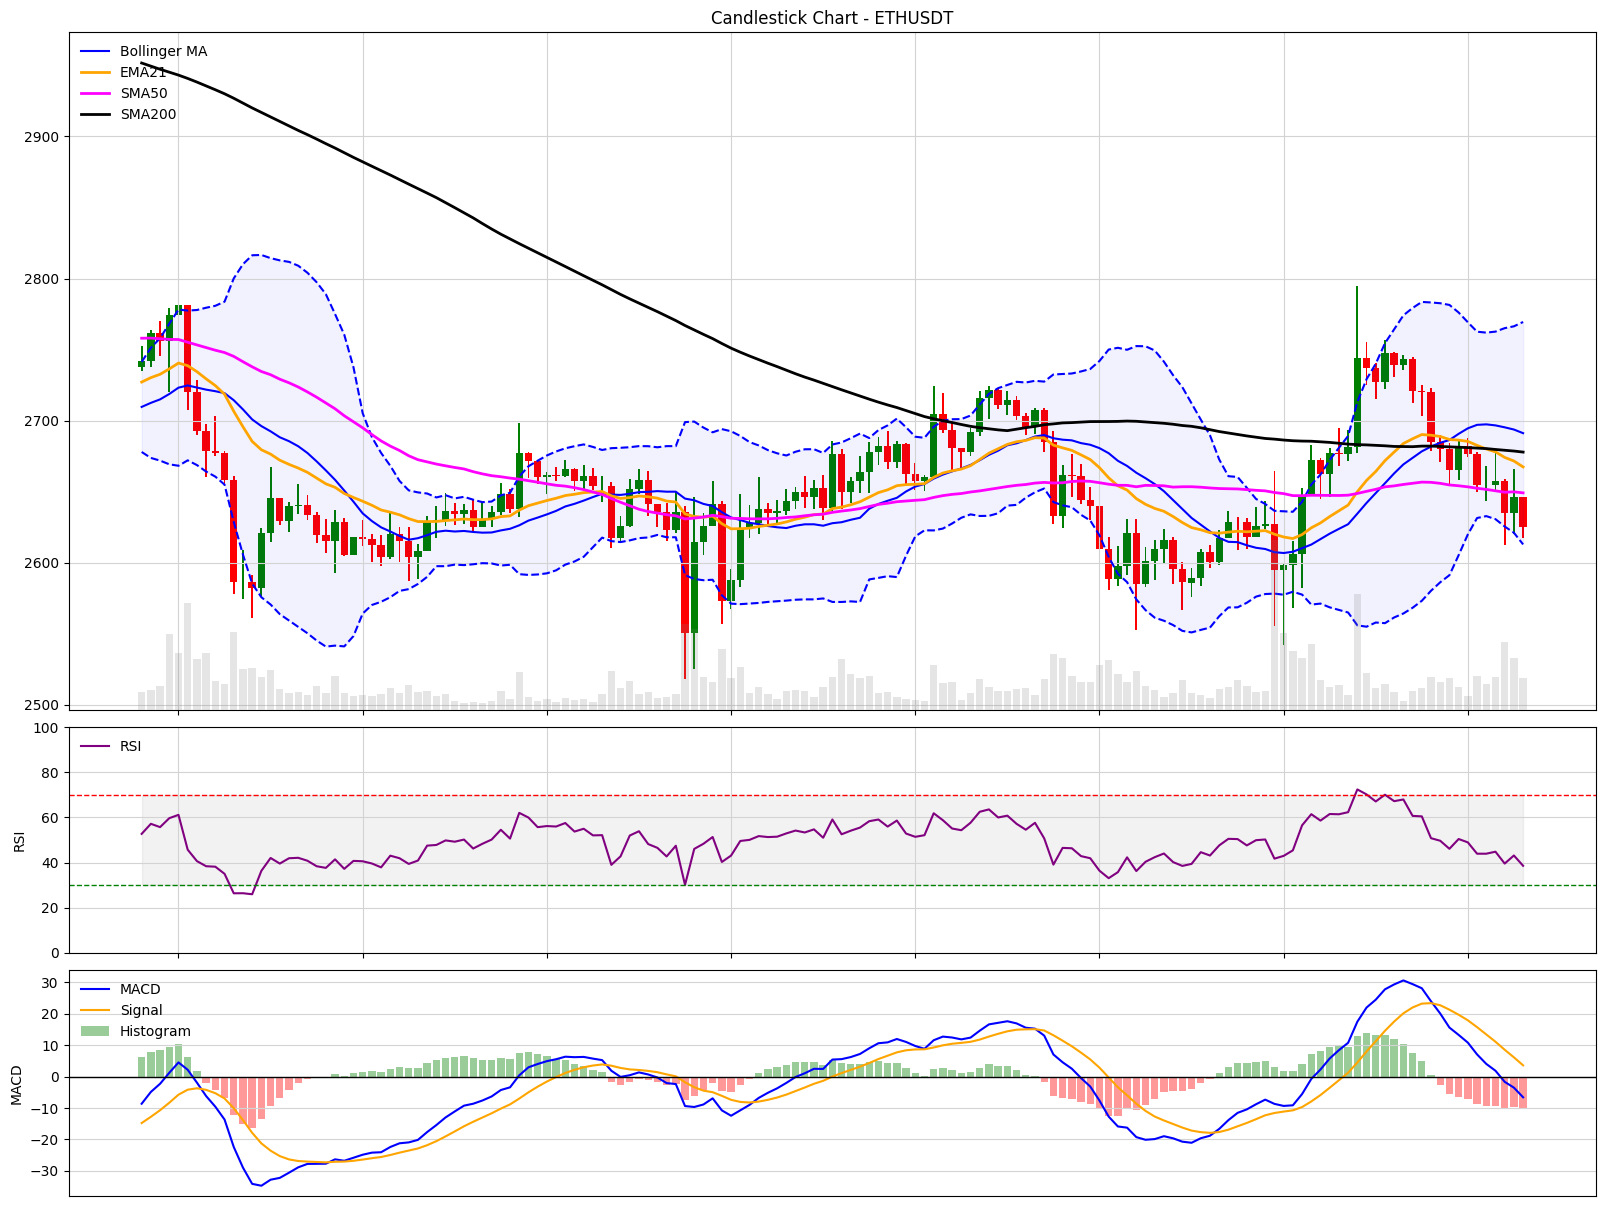 Candlestick Chart - ETHUSDT
Bollinger MA
EMA21
SMA50
SMA200
2900
2800
2700
2600
2500
RSI
100
80
60
40
20
0
RSI
MACD
Signal
Histogram
30
20
10
0
−10
−20
−30
MACD